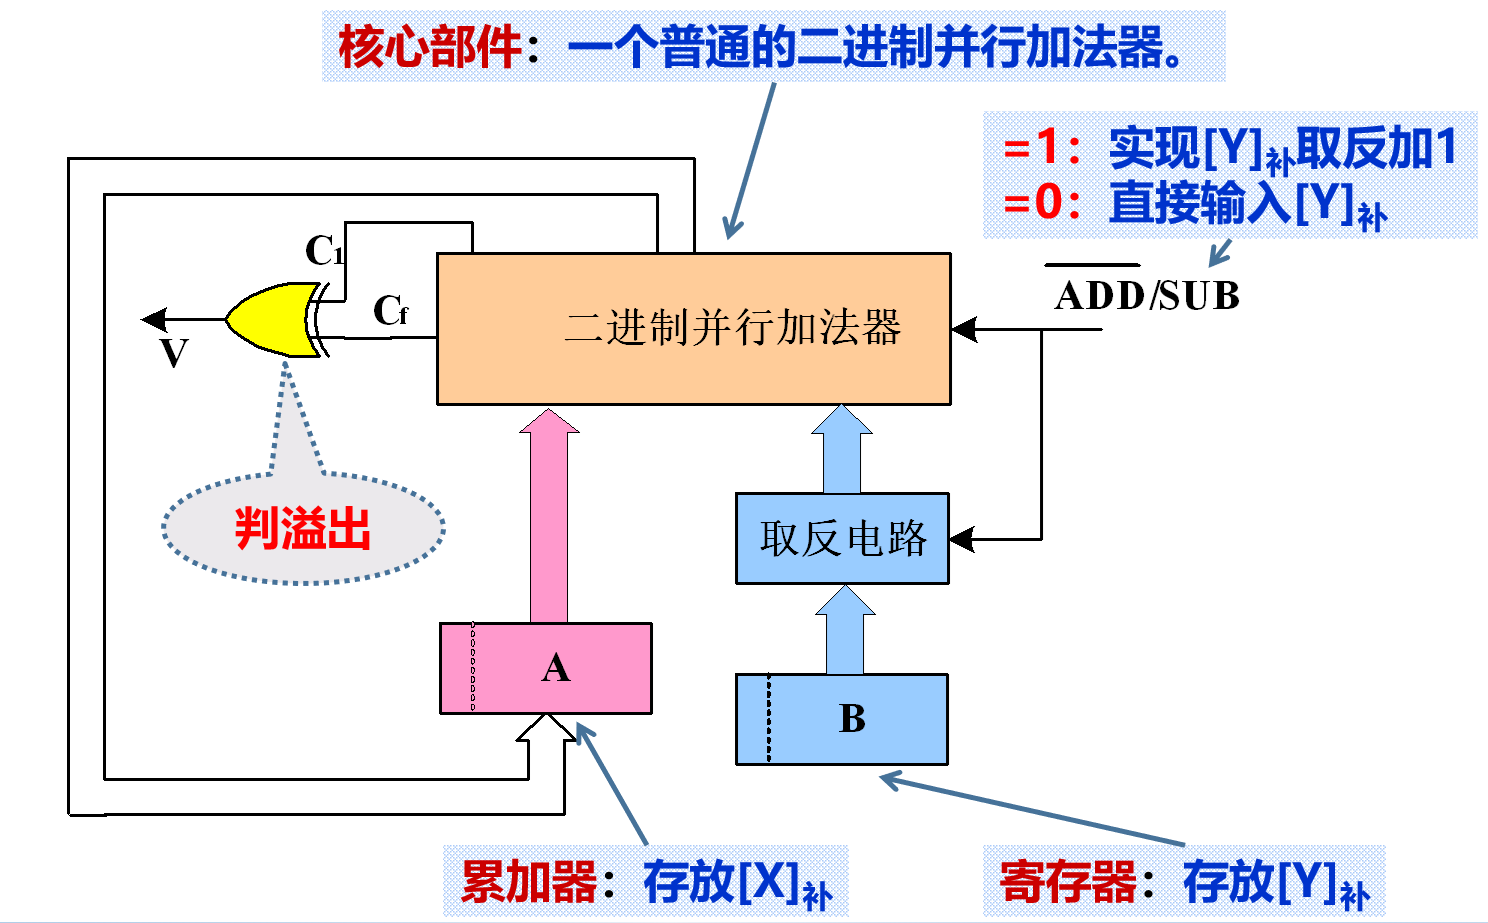 核心部件：一个普通的二进制并行加法器。
=1：实现[Y]补取反加1
=0：直接输入[Y]补
ADD/SUB
C1
Cf
V
二进制并行加法器
判溢出
取反电路
A
B
累加器：存放[X]补
寄存器：存放[Y]补